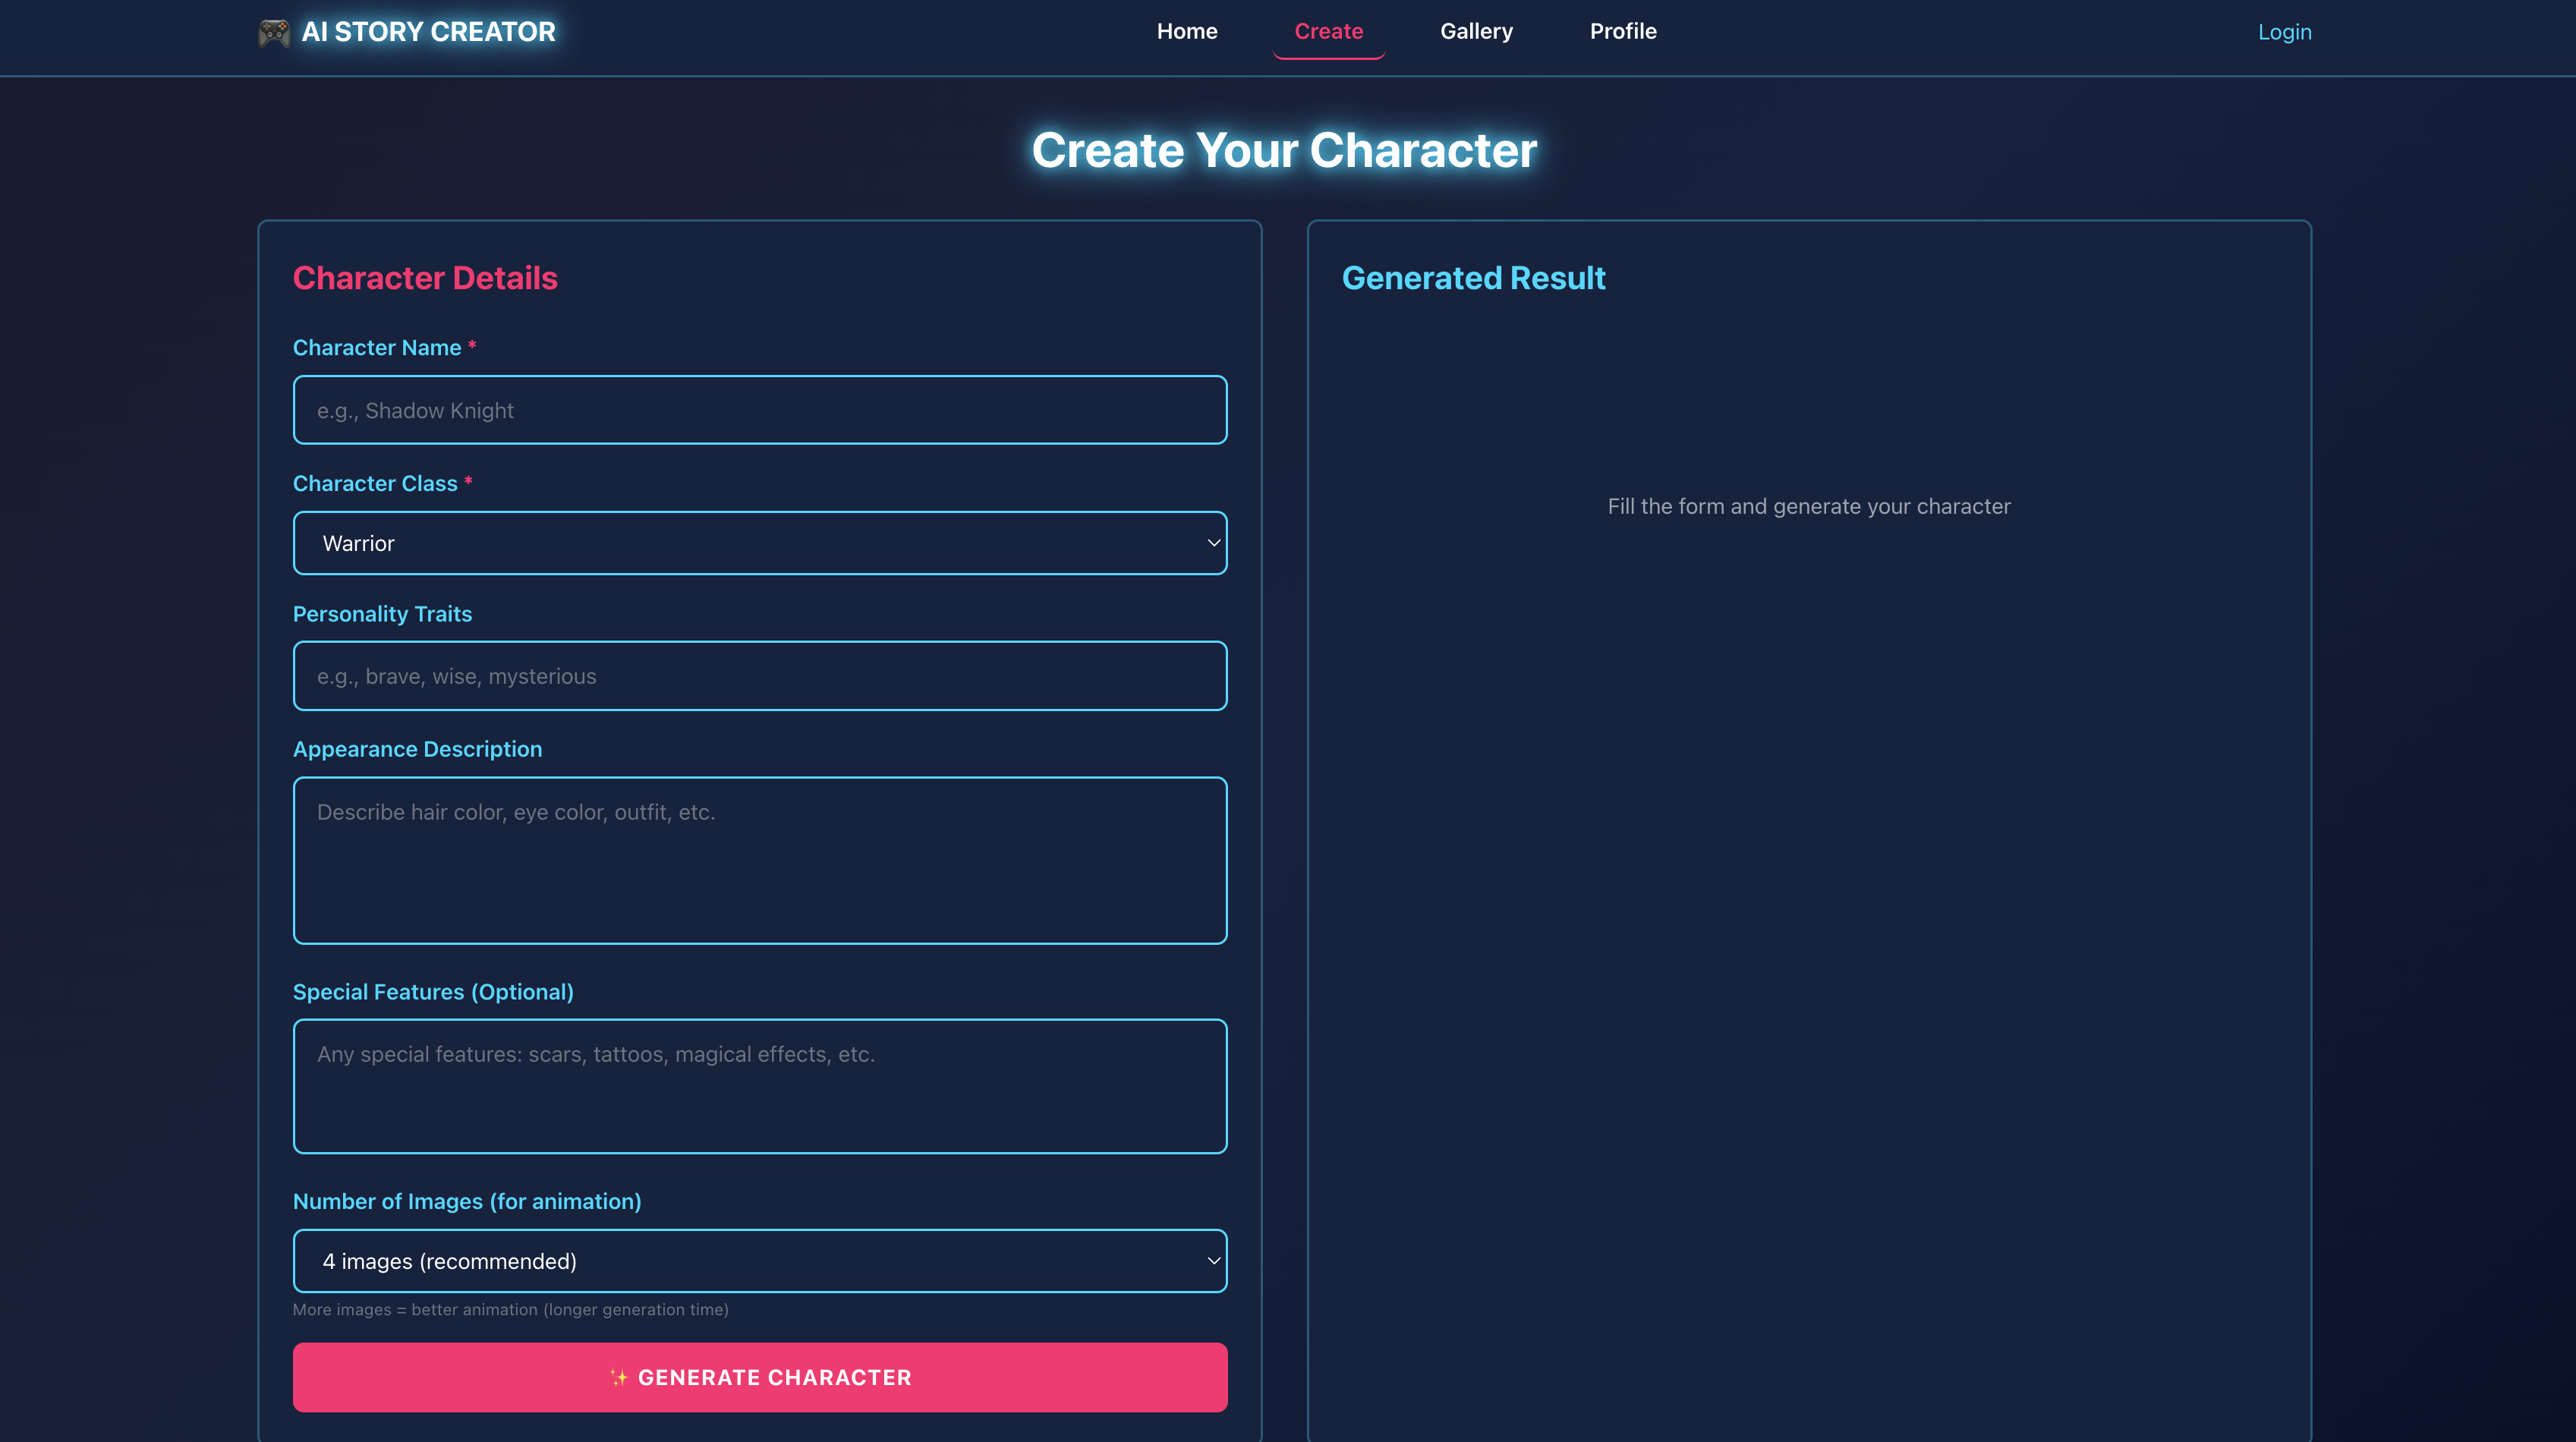 🎮 AI STORY CREATOR
Home
Create
Gallery
Profile
Login
Create Your Character
Character Details
Character Name *
e.g., Shadow Knight
Character Class *
Warrior
Personality Traits
e.g., brave, wise, mysterious
Appearance Description
Describe hair color, eye color, outfit, etc.
Special Features (Optional)
Any special features: scars, tattoos, magical effects, etc.
Number of Images (for animation)
4 images (recommended)
More images = better animation (longer generation time)
✨ GENERATE CHARACTER
Generated Result
Fill the form and generate your character